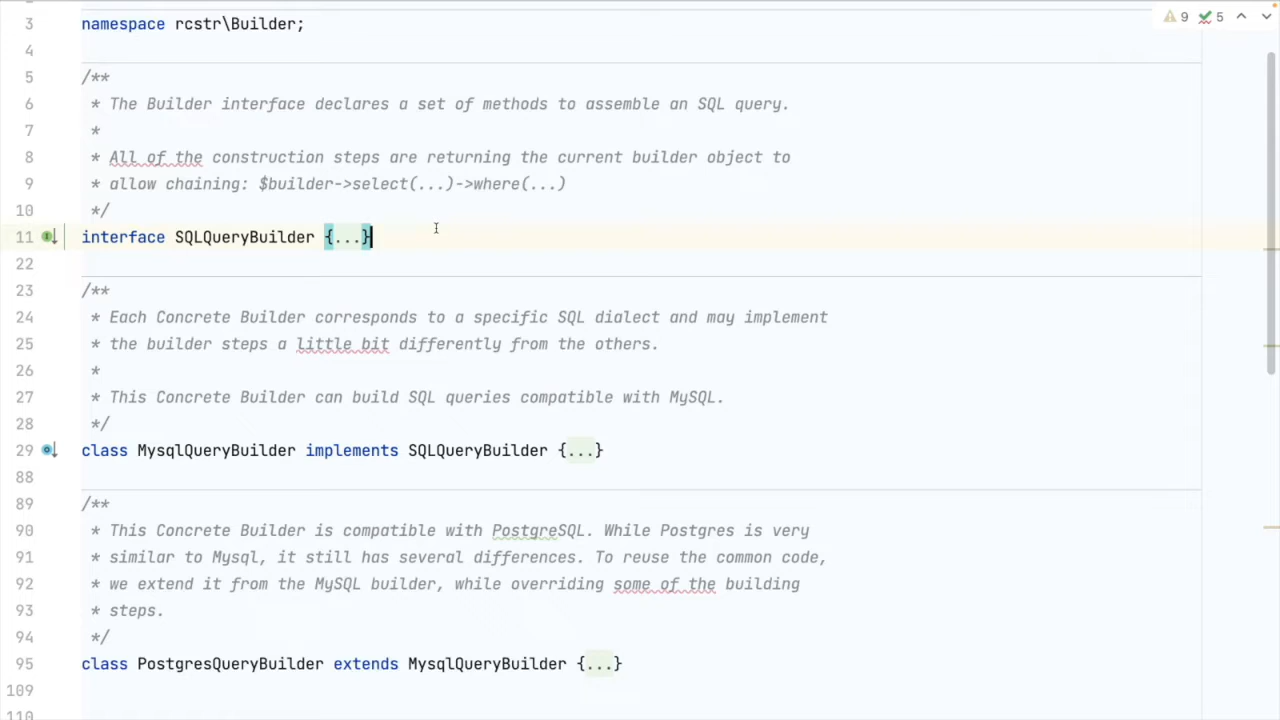 3 namespace rcstr\Builder;
4
5 /**
6 * The Builder interface declares a set of methods to assemble an SQL query.
7 *
8 * All of the construction steps are returning the current builder object to
9 * allow chaining: $builder->select(...)->where(...)
10 */
11 interface SQLQueryBuilder {...}
22
23 /**
24 * Each Concrete Builder corresponds to a specific SQL dialect and may implement
25 * the builder steps a little bit differently from the others.
26 *
27 * This Concrete Builder can build SQL queries compatible with MySQL.
28 */
29 class MysqlQueryBuilder implements SQLQueryBuilder {...}
88
89 /**
90 * This Concrete Builder is compatible with PostgreSQL. While Postgres is very
91 * similar to Mysql, it still has several differences. To reuse the common code,
92 * we extend it from the MySQL builder, while overriding some of the building
93 * steps.
94 */
95 class PostgresQueryBuilder extends MysqlQueryBuilder {...}
109
110
9 5